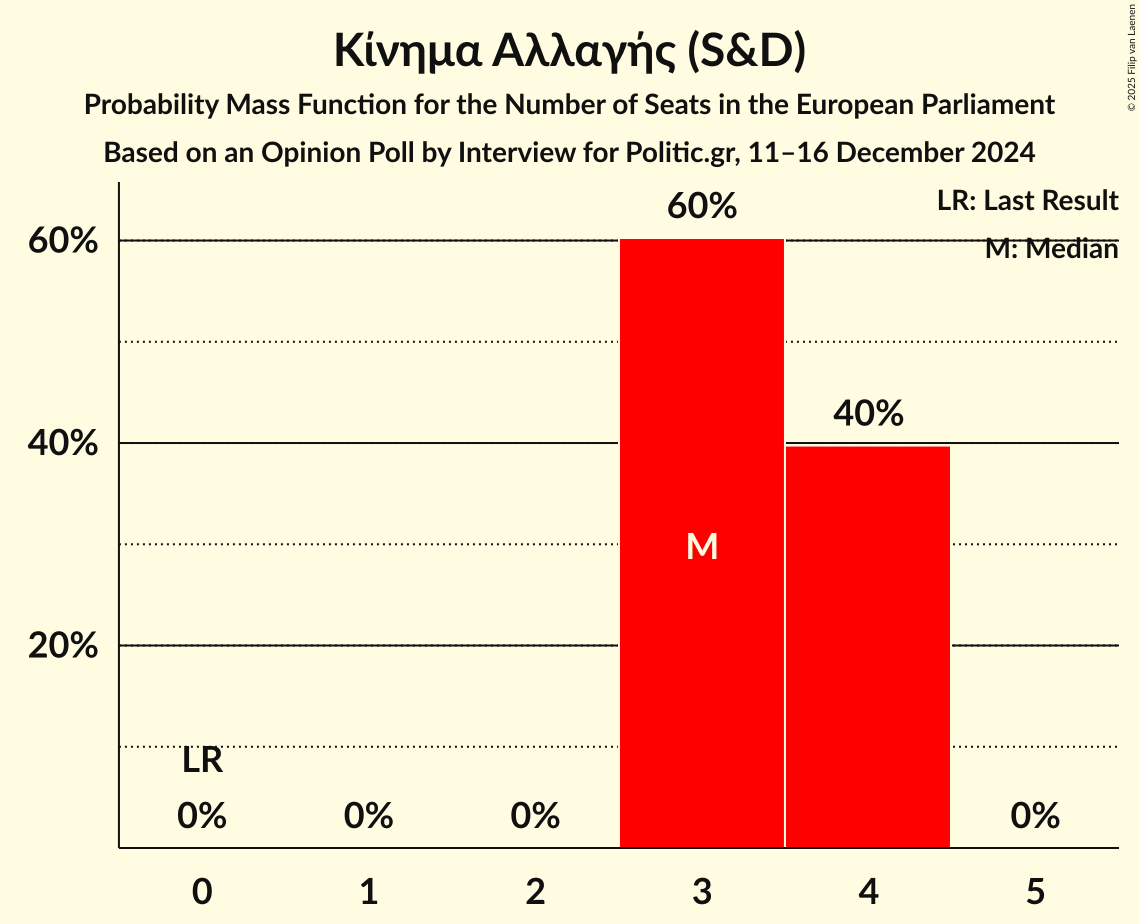 Κίνημα Αλλαγής (S&D)
Probability Mass Function for the Number of Seats in the European Parliament
Based on an Opinion Poll by Interview for Politic.gr, 11–16 December 2024
© 2025 Filip van Laenen
LR: Last Result
M: Median
60%
40%
20%
60%
40%
M
LR
0%
0%
0%
0%
0
1
2
3
4
5